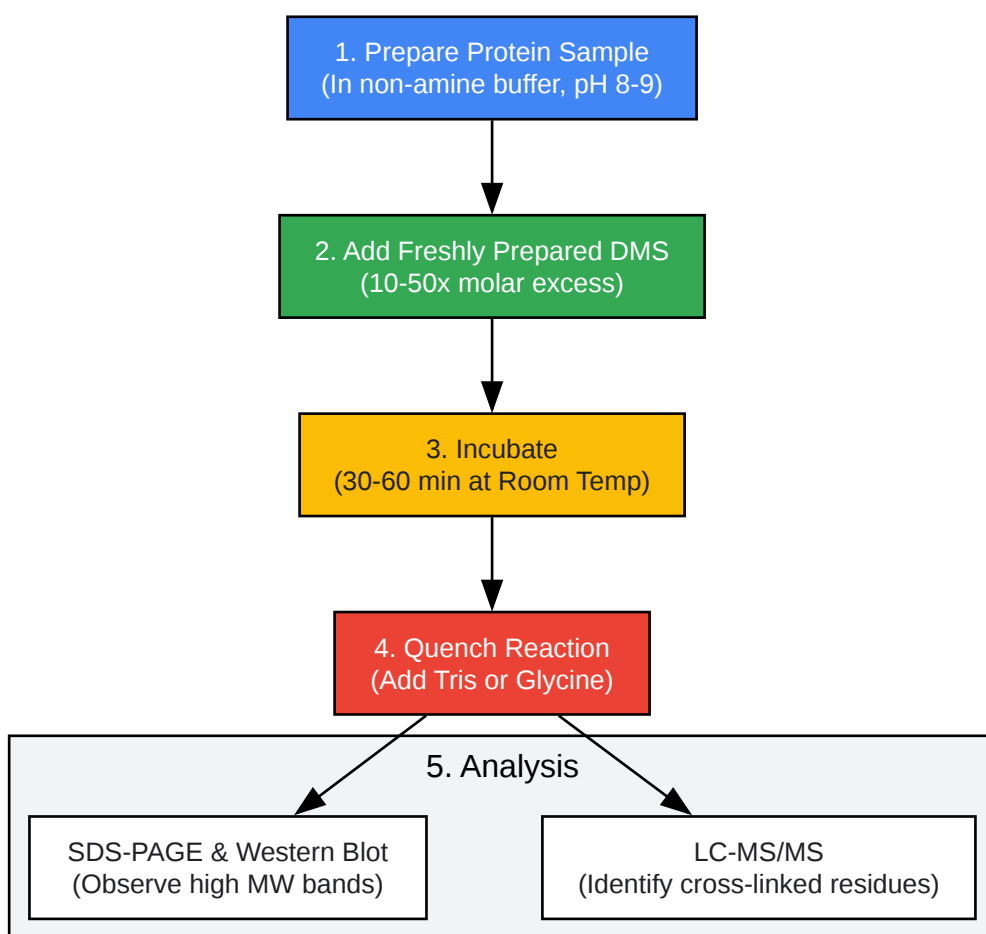 1. Prepare Protein Sample
(In non-amine buffer, pH 8-9)
2. Add Freshly Prepared DMS
(10-50x molar excess)
3. Incubate
(30-60 min at Room Temp)
4. Quench Reaction
(Add Tris or Glycine)
5. Analysis
SDS-PAGE & Western Blot
(Observe high MW bands)
LC-MS/MS
(Identify cross-linked residues)